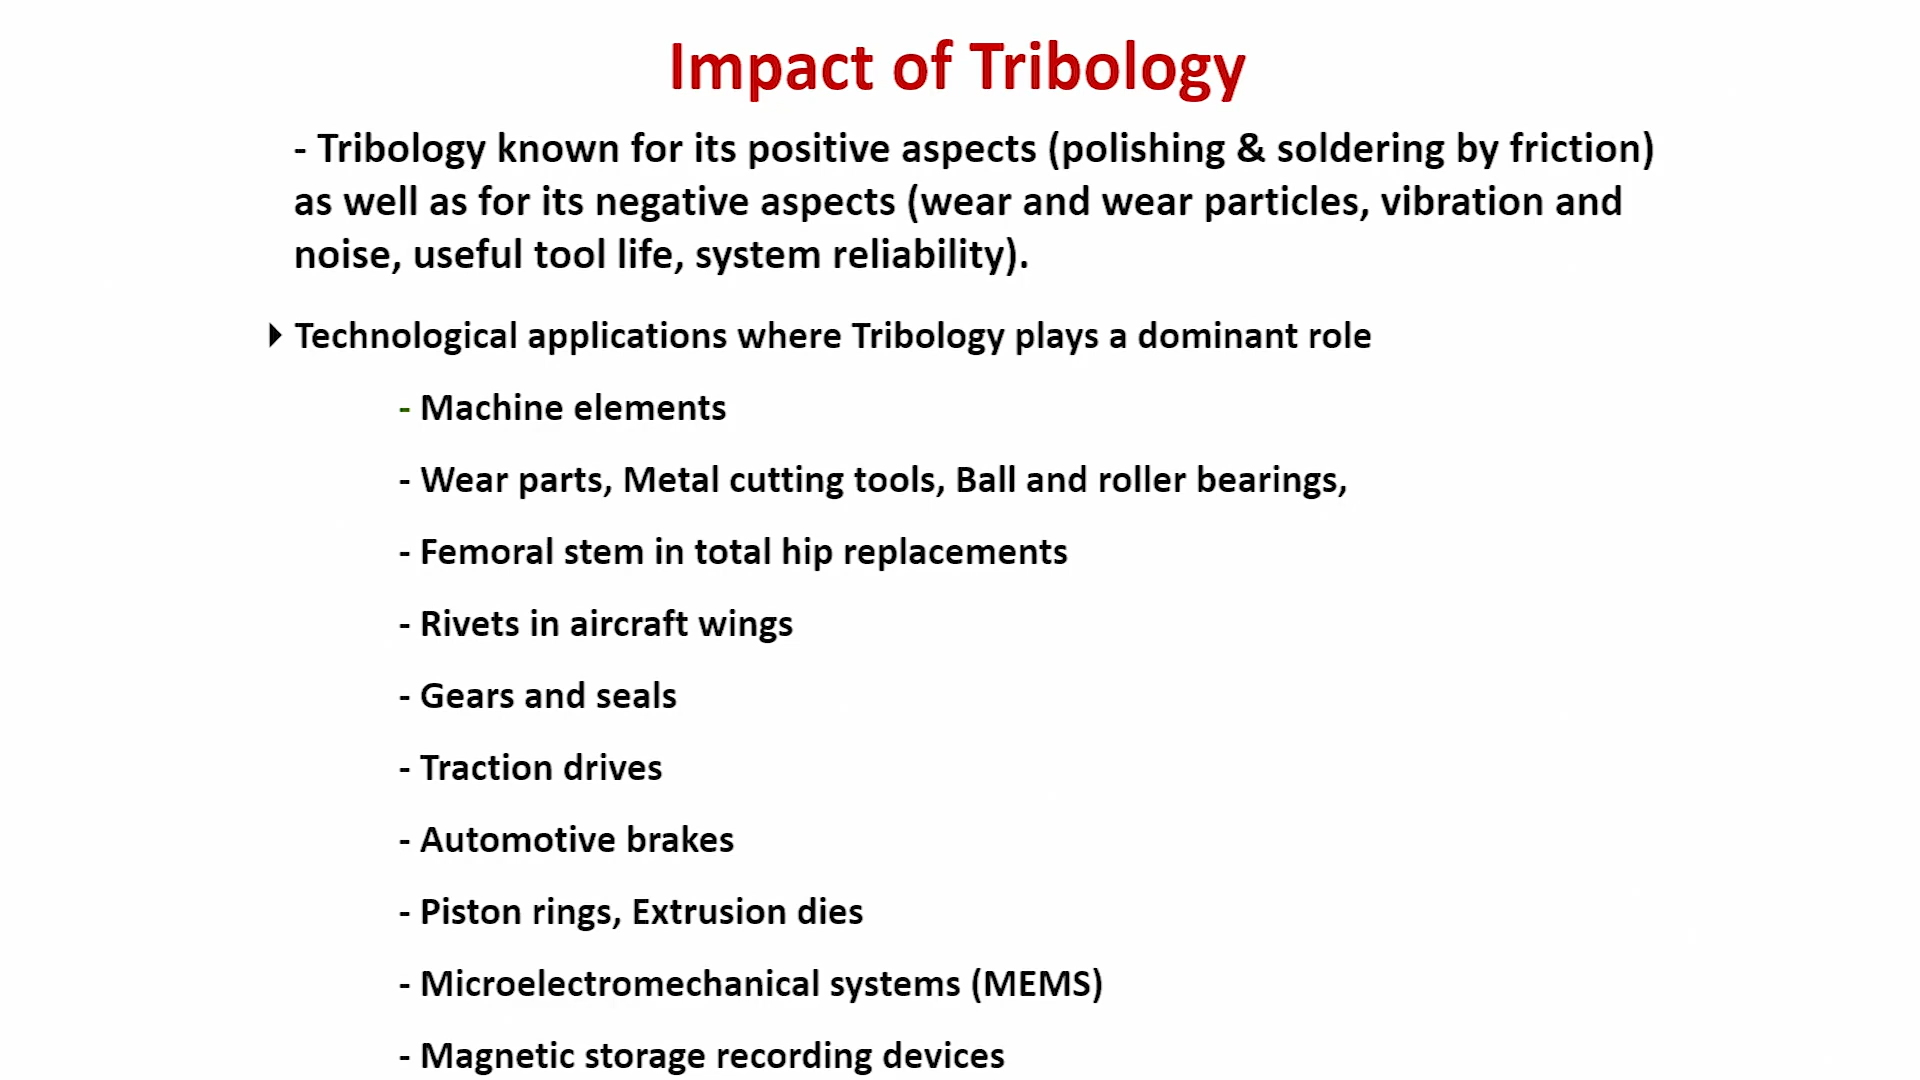 Impact of Tribology
- Tribology known for its positive aspects (polishing & soldering by friction)
as well as for its negative aspects (wear and wear particles, vibration and
noise, useful tool life, system reliability).
Technological applications where Tribology plays a dominant role
- Machine elements
- Wear parts, Metal cutting tools, Ball and roller bearings,
- Femoral stem in total hip replacements
- Rivets in aircraft wings
- Gears and seals
- Traction drives
- Automotive brakes
- Piston rings, Extrusion dies
- Microelectromechanical systems (MEMS)
- Magnetic storage recording devices